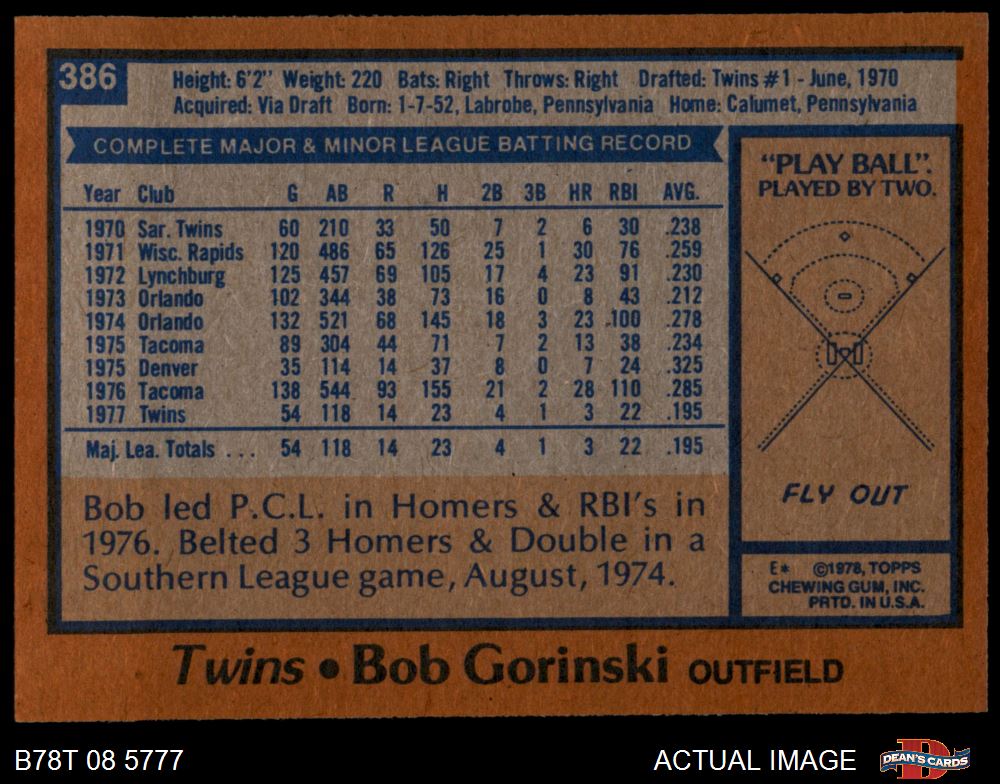 386
Height: 6'2" Weight: 220 Bats: Right Throws: Right Drafted: Twins #1 - June, 1970
Acquired: Via Draft Born: 1-7-52, Labrobe, Pennsylvania Home: Calumet, Pennsylvania
COMPLETE MAJOR & MINOR LEAGUE BATTING RECORD
Year Club G AB R H 2B 3B HR RBI AVG.
1970 Sar. Twins 60 210 33 50 7 2 6 30 .238
1971 Wisc. Rapids 120 486 65 126 25 1 30 76 .259
1972 Lynchburg 125 457 69 105 17 4 23 91 .230
1973 Orlando 102 344 38 73 16 0 8 43 .212
1974 Orlando 132 521 68 145 18 3 23 100 .278
1975 Tacoma 89 304 44 71 7 2 13 38 .234
1975 Denver 35 114 14 37 8 0 7 24 .325
1976 Tacoma 138 544 93 155 21 2 28 110 .285
1977 Twins 54 118 14 23 4 1 3 22 .195
Maj. Lea. Totals ... 54 118 14 23 4 1 3 22 .195
Bob led P.C.L. in Homers & RBI's in
1976. Belted 3 Homers & Double in a
Southern League game, August, 1974.
"PLAY BALL".
PLAYED BY TWO.
FLY OUT
E* ©1978, TOPPS
CHEWING GUM, INC.
PRTD. IN U.S.A.
Twins • Bob Gorinski OUTFIELD
B78T 08 5777
ACTUAL IMAGE
D
DEAN'S CARDS